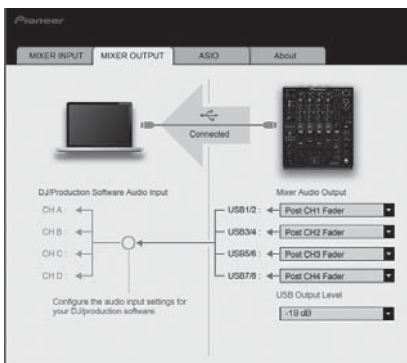 Pioneer
MIXER INPUT MIXER OUTPUT ASIO About
Connected
DJ/Production Software Audio Input
Mixer Audio Output
CH A : USB1/2 : Post CH1 Fader
CH B : USB3/4 : Post CH2 Fader
CH C : USB5/6 : Post CH3 Fader
CH D : USB7/8 : Post CH4 Fader
Configure the audio input settings for
your DJ/production software.
USB Output Level
-19 dB